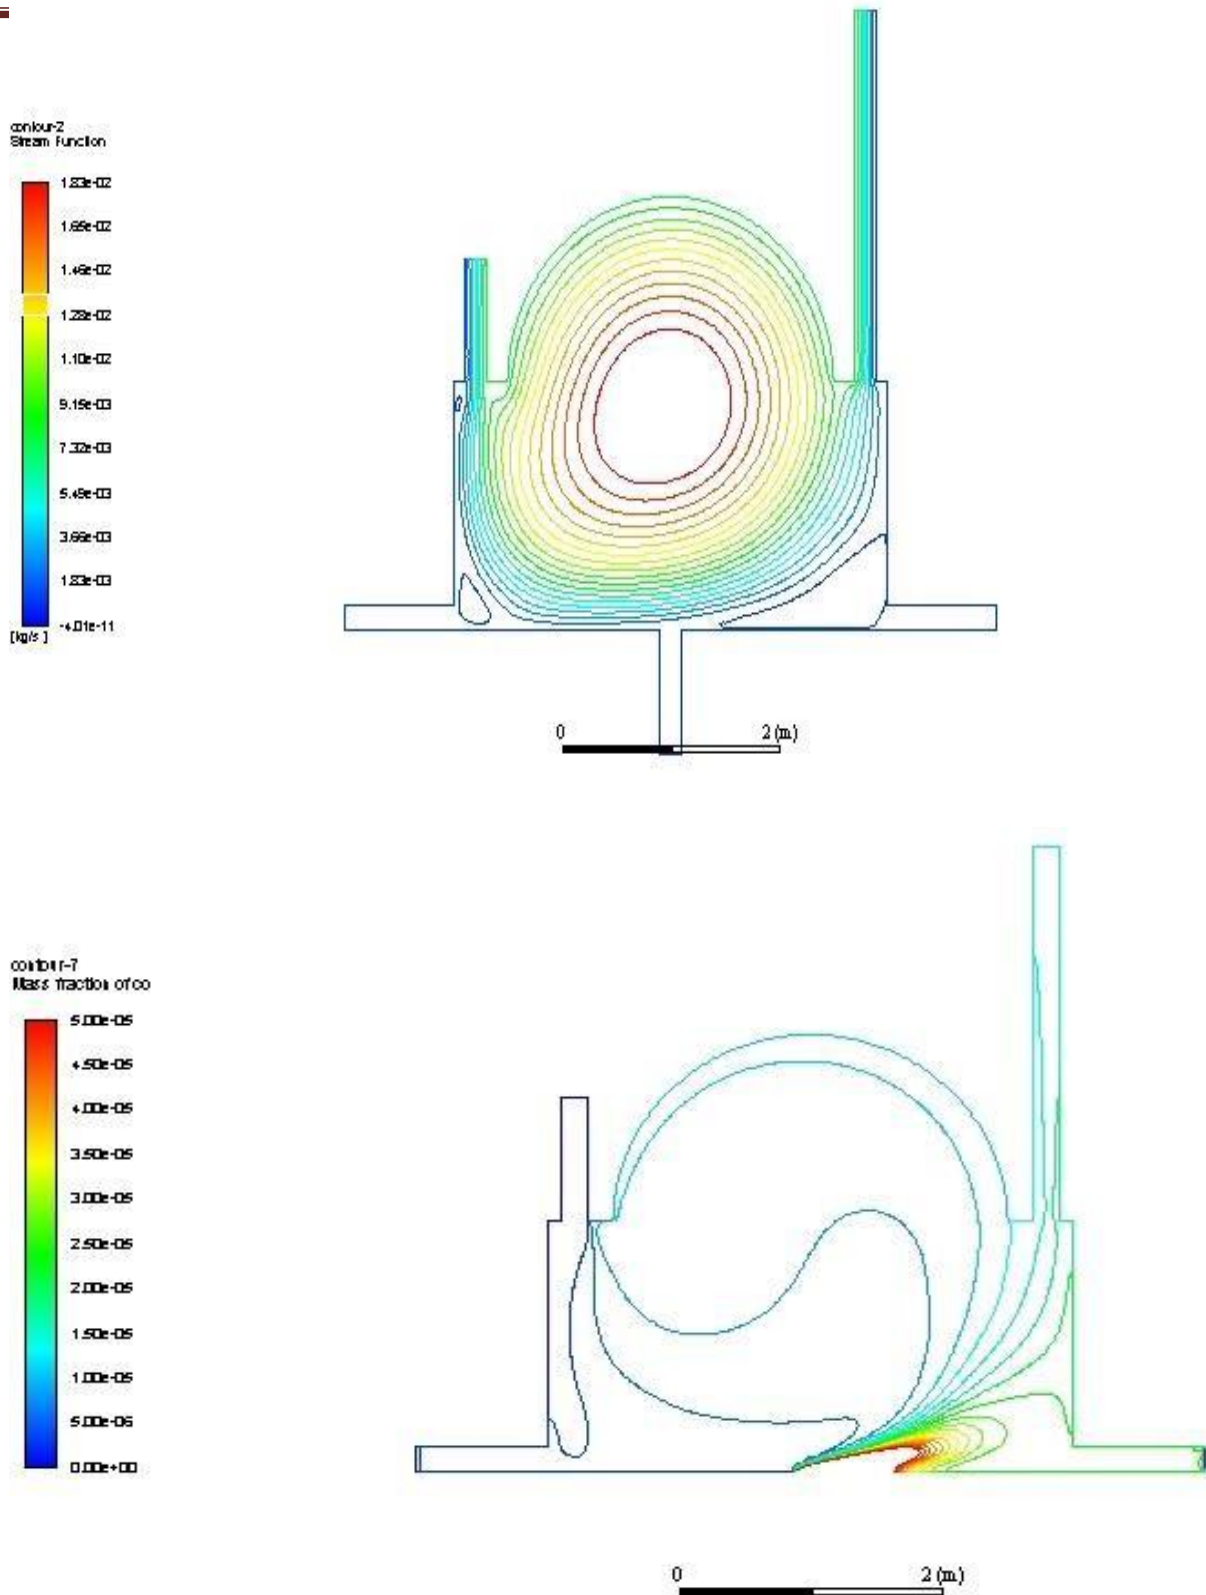 contour-2
Stream Function
1.83e-02
1.65e-02
1.46e-02
1.28e-02
1.10e-02
9.15e-03
7.32e-03
5.49e-03
3.66e-03
1.83e-03
-4.01e-11
[kg/s]
0 2 (m)
contour-7
Mass fraction of co
5.00e-05
4.50e-05
4.00e-05
3.50e-05
3.00e-05
2.50e-05
2.00e-05
1.50e-05
1.00e-05
5.00e-06
0.00e+00
0 2 (m)